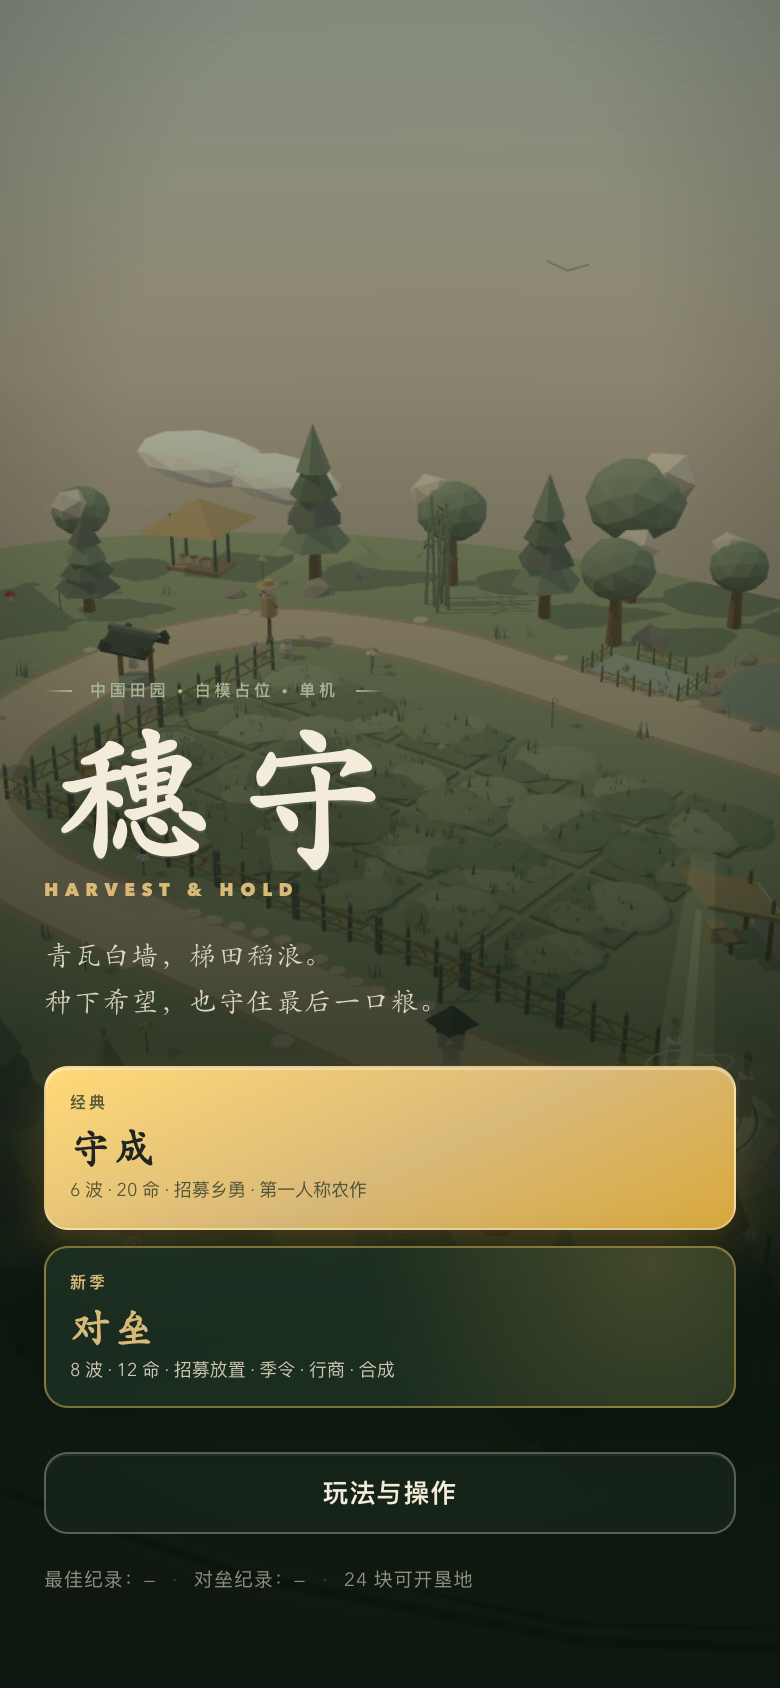 中国田园 • 白模占位 • 单机
穗守
HARVEST & HOLD
青瓦白墙，梯田稻浪。
种下希望，也守住最后一口粮。
经典
守成
6 波 · 20 命 · 招募乡勇 · 第一人称农作
新季
对垒
8 波 · 12 命 · 招募放置 · 季令 · 行商 · 合成
玩法与操作
最佳纪录：– · 对垒纪录：– · 24 块可开垦地